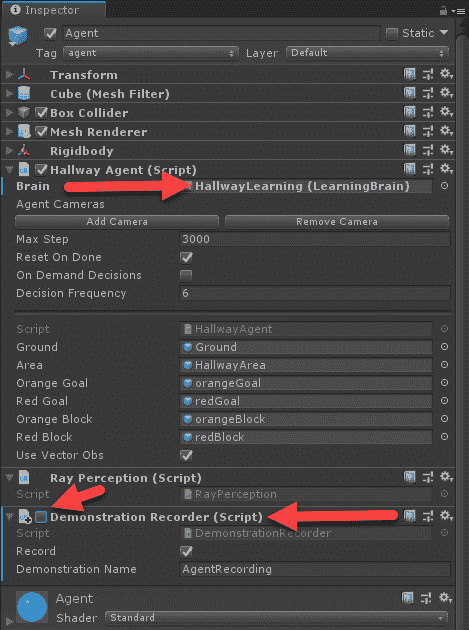 Inspector
Agent Static
Tag agent Layer Default
Transform
Cube (Mesh Filter)
Box Collider
Mesh Renderer
Rigidbody
Hallway Agent (Script)
Brain HallwayLearning (LearningBrain)
Agent Cameras
Add Camera Remove Camera
Max Step 3000
Reset On Done
On Demand Decisions
Decision Frequency 6
Script HallwayAgent
Ground Ground
Area HallwayArea
Orange Goal orangeGoal
Red Goal redGoal
Orange Block orangeBlock
Red Block redBlock
Use Vector Obs
Ray Perception (Script)
Script RayPerception
Demonstration Recorder (Script)
Script DemonstrationRecorder
Record
Demonstration Name AgentRecording
Agent
Shader Standard